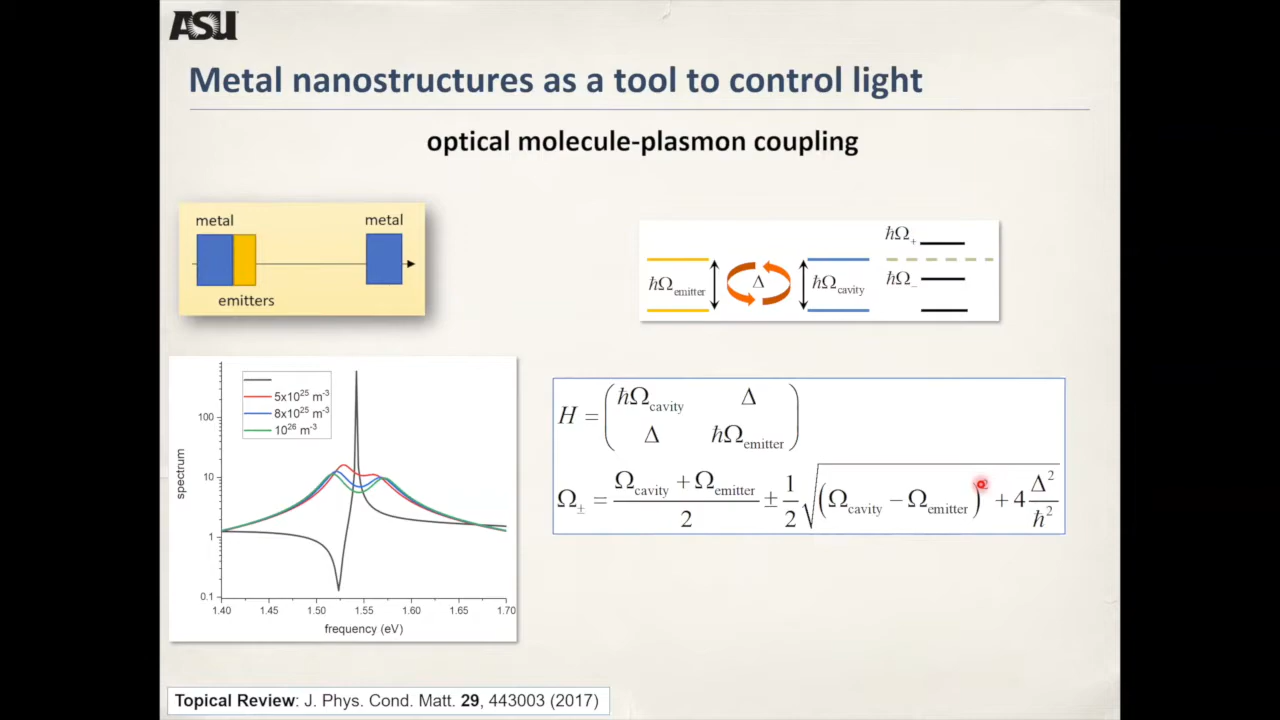 ASU
Metal nanostructures as a tool to control light
optical molecule-plasmon coupling
metal metal
emitters
ħΩ₊
ħΩemitter Δ ħΩcavity ħΩ₋
5x10²⁵ m⁻³
8x10²⁵ m⁻³
10²⁶ m⁻³
spectrum
100
10
1
0.1
1.40 1.45 1.50 1.55 1.60 1.65 1.70
frequency (eV)
H = ( ħΩcavity Δ
Δ ħΩemitter )
Ω± = (Ωcavity + Ωemitter)/2 ± 1/2 √((Ωcavity − Ωemitter)² + 4 Δ²/ħ²)
Topical Review: J. Phys. Cond. Matt. 29, 443003 (2017)